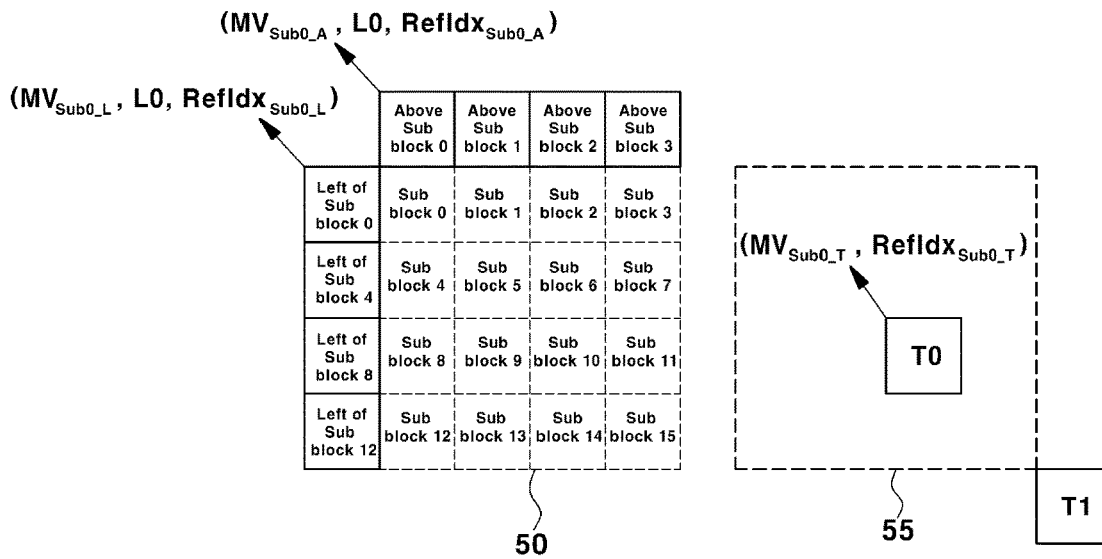 (MVSub0_A , L0, RefIdxSub0_A)
(MVSub0_L , L0, RefIdxSub0_L)
Above Sub block 0
Above Sub block 1
Above Sub block 2
Above Sub block 3
Left of Sub block 0
Sub block 0
Sub block 1
Sub block 2
Sub block 3
Left of Sub block 4
Sub block 4
Sub block 5
Sub block 6
Sub block 7
Left of Sub block 8
Sub block 8
Sub block 9
Sub block 10
Sub block 11
Left of Sub block 12
Sub block 12
Sub block 13
Sub block 14
Sub block 15
50
(MVSub0_T , RefIdxSub0_T)
T0
55
T1